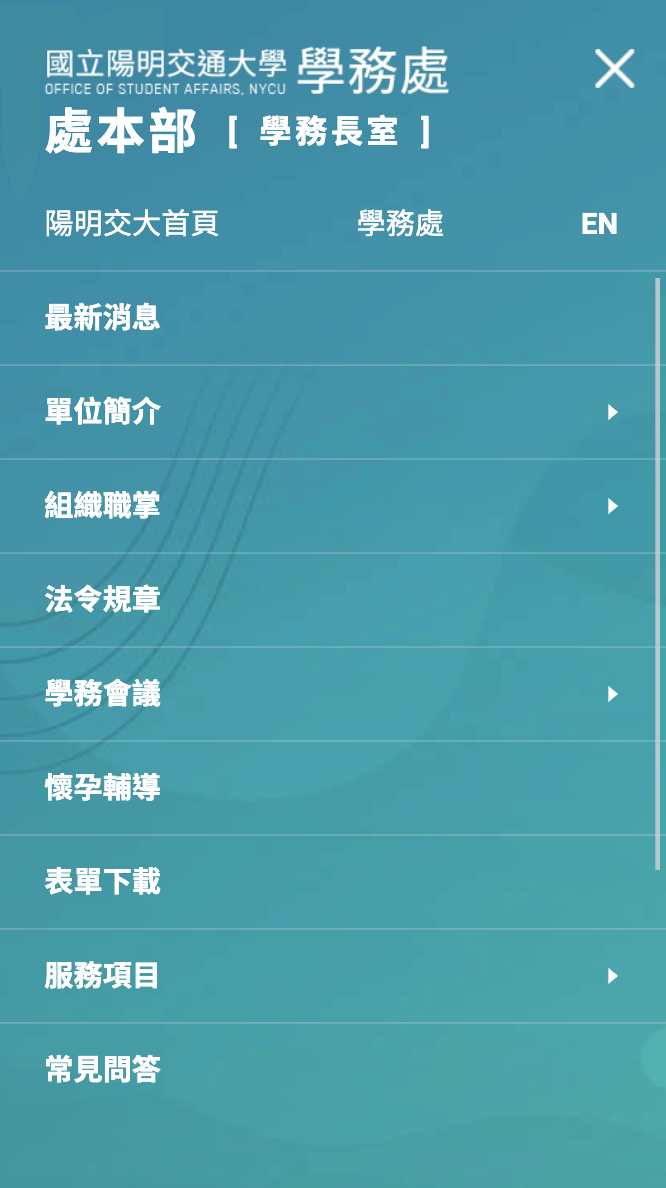 國立陽明交通大學 學務處
OFFICE OF STUDENT AFFAIRS, NYCU
處本部 [ 學務長室 ]
陽明交大首頁 學務處 EN
最新消息
單位簡介
組織職掌
法令規章
學務會議
懷孕輔導
表單下載
服務項目
常見問答